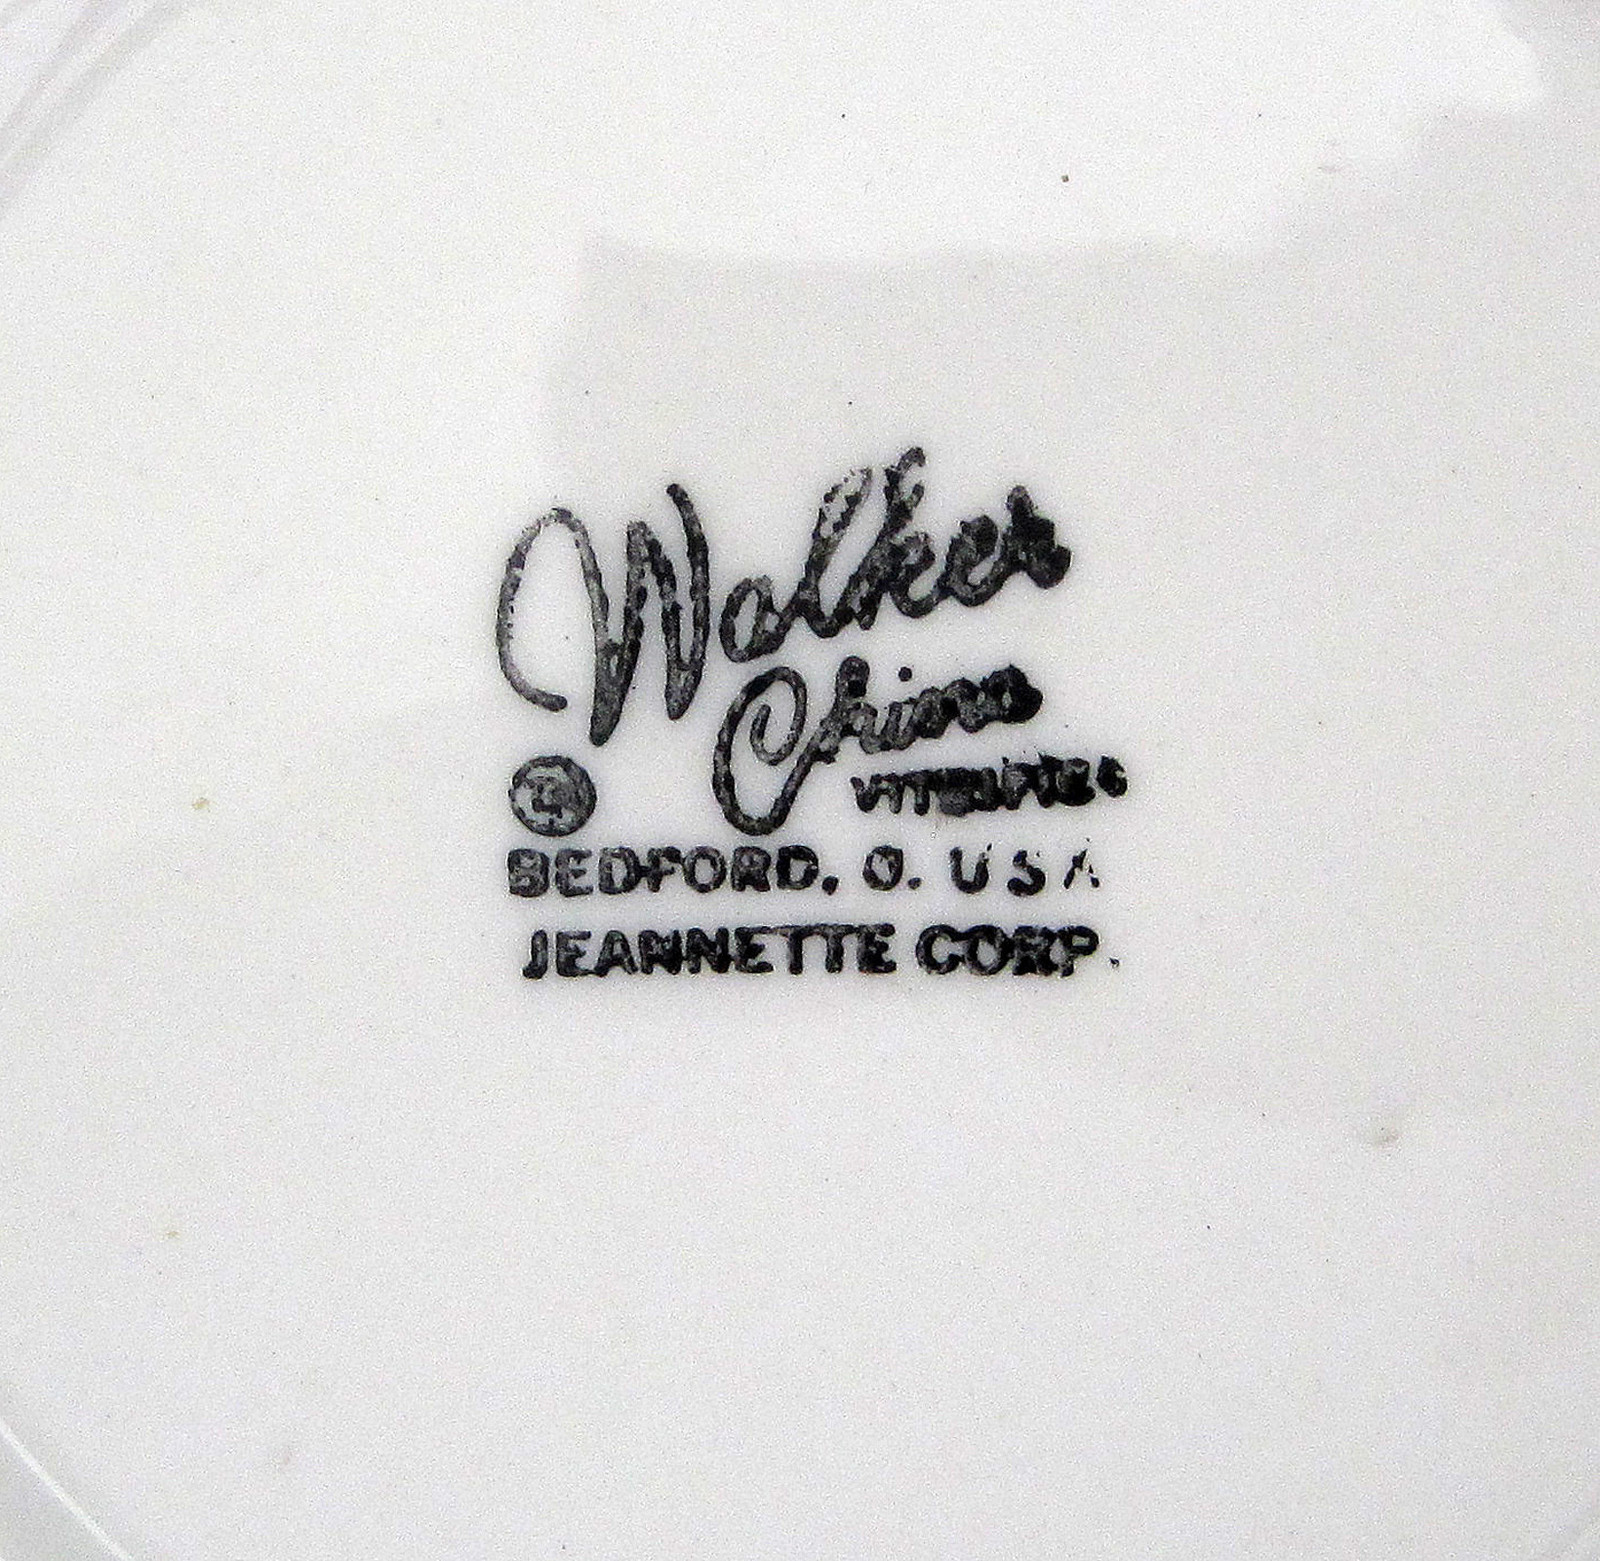 Walker
China
VITRIFIED
BEDFORD, O. USA
JEANNETTE CORP.